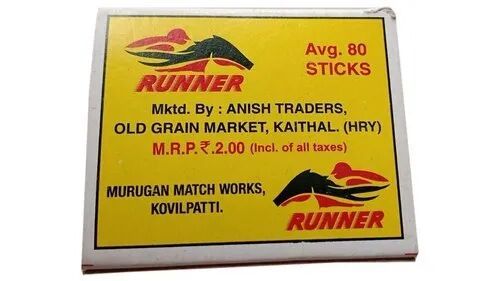 RUNNER
Avg. 80
STICKS
Mktd. By : ANISH TRADERS,
OLD GRAIN MARKET, KAITHAL. (HRY)
M.R.P.₹.2.00 (Incl. of all taxes)
MURUGAN MATCH WORKS,
KOVILPATTI.
RUNNER